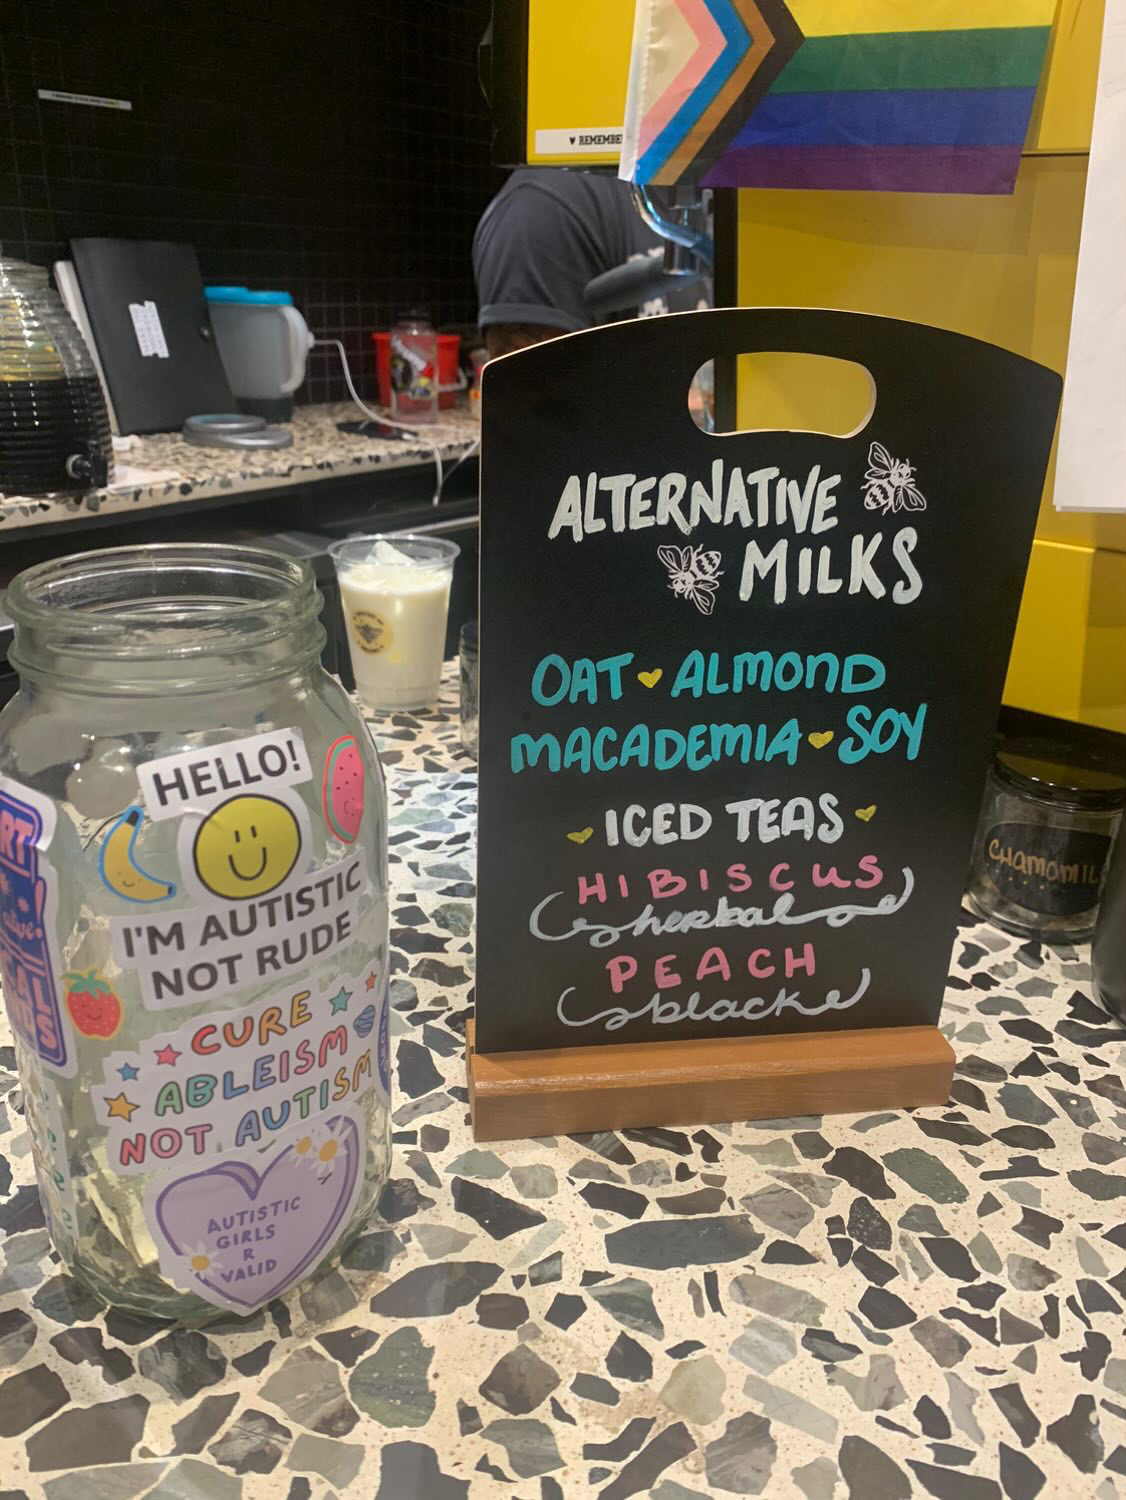 ♥ REMEMBE
ALTERNATIVE
MILKS
OAT ♥ ALMOND
MACADEMIA ♥ SOY
♥ ICED TEAS ♥
HIBISCUS
(herbal)
PEACH
(black)
CHAMOMIL
HELLO!
I'M AUTISTIC
NOT RUDE
CURE
ABLEISM
NOT AUTISM
AUTISTIC
GIRLS
R
VALID